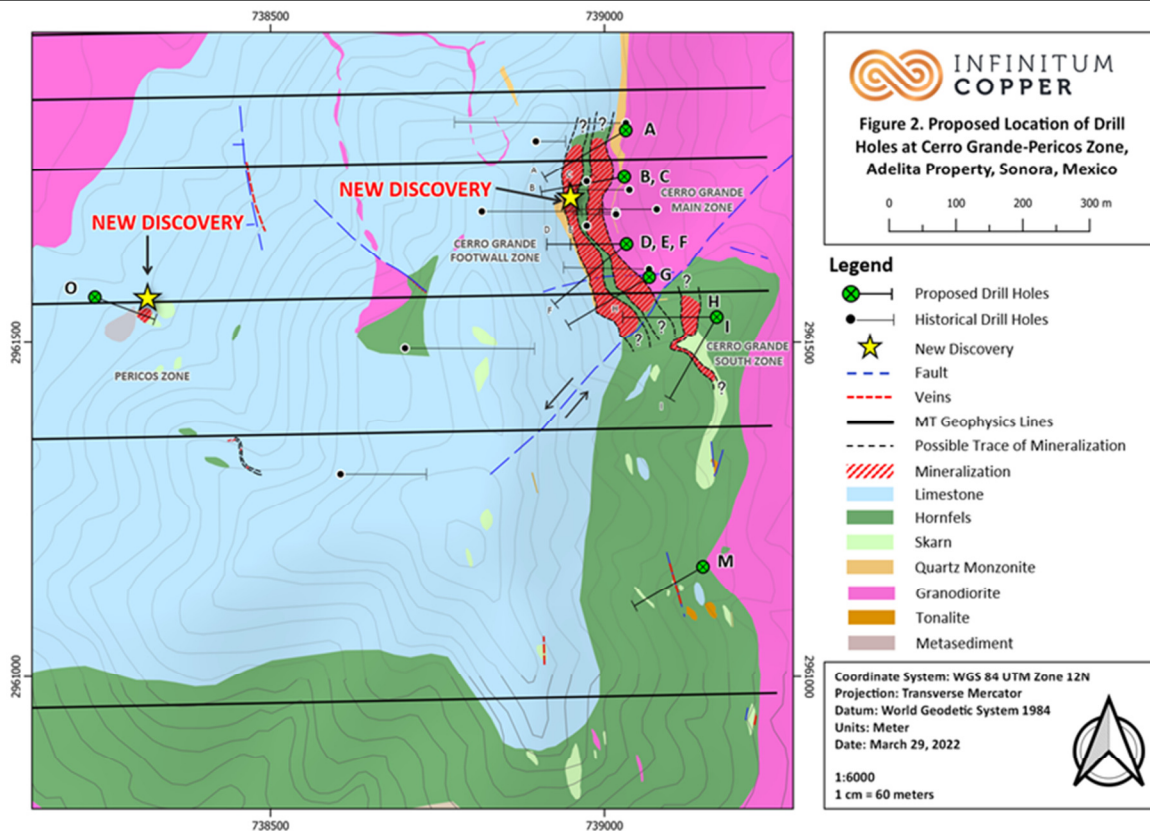 738500
739000
2961500
2961000
2961500
2961000
738500
739000
NEW DISCOVERY
NEW DISCOVERY
O
PERICOS ZONE
CERRO GRANDE
FOOTWALL ZONE
CERRO GRANDE
MAIN ZONE
CERRO GRANDE
SOUTH ZONE
A
B, C
D, E, F
G
H
I
M
A
B
D
F
? ?
?
?
?
?
INFINITUM
COPPER
Figure 2. Proposed Location of Drill
Holes at Cerro Grande-Pericos Zone,
Adelita Property, Sonora, Mexico
0 100 200 300 m
Legend
Proposed Drill Holes
Historical Drill Holes
New Discovery
Fault
Veins
MT Geophysics Lines
Possible Trace of Mineralization
Mineralization
Limestone
Hornfels
Skarn
Quartz Monzonite
Granodiorite
Tonalite
Metasediment
Coordinate System: WGS 84 UTM Zone 12N
Projection: Transverse Mercator
Datum: World Geodetic System 1984
Units: Meter
Date: March 29, 2022
1:6000
1 cm = 60 meters